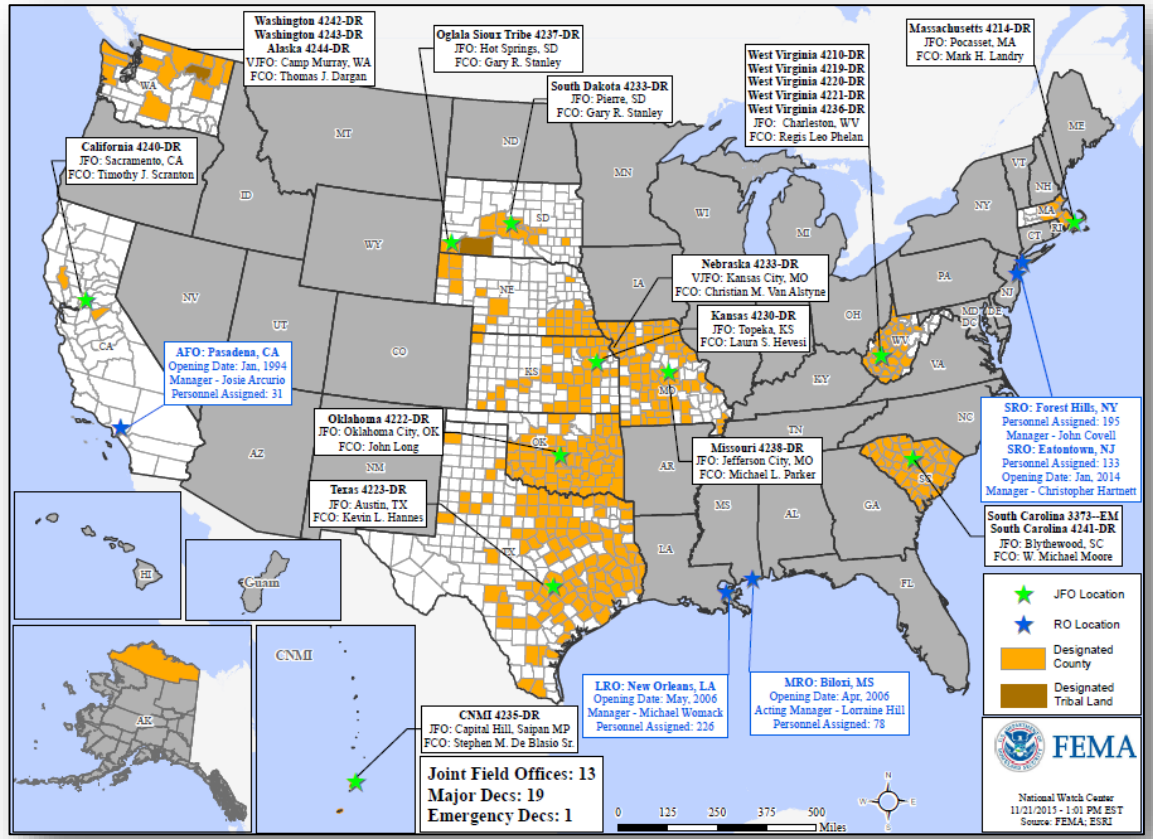 Washington 4242-DR
Washington 4243-DR
Alaska 4244-DR
VJFO: Camp Murray, WA
FCO: Thomas J. Dargan
Oglala Sioux Tribe 4237-DR
JFO: Hot Springs, SD
FCO: Gary R. Stanley
South Dakota 4233-DR
JFO: Pierre, SD
FCO: Gary R. Stanley
West Virginia 4210-DR
West Virginia 4219-DR
West Virginia 4220-DR
West Virginia 4221-DR
West Virginia 4236-DR
JFO: Charleston, WV
FCO: Regis Leo Phelan
Massachusetts 4214-DR
JFO: Pocasset, MA
FCO: Mark H. Landry
California 4240-DR
JFO: Sacramento, CA
FCO: Timothy J. Scranton
Nebraska 4233-DR
VJFO: Kansas City, MO
FCO: Christian M. Van Alstyne
Kansas 4230-DR
JFO: Topeka, KS
FCO: Laura S. Hevesi
AFO: Pasadena, CA
Opening Date: Jan, 1994
Manager - Josie Arcurio
Personnel Assigned: 31
Oklahoma 4222-DR
JFO: Oklahoma City, OK
FCO: John Long
Missouri 4238-DR
JFO: Jefferson City, MO
FCO: Michael L. Parker
Texas 4223-DR
JFO: Austin, TX
FCO: Kevin L. Hannes
SRO: Forest Hills, NY
Personnel Assigned: 195
Manager - John Covell
SRO: Eatontown, NJ
Personnel Assigned: 133
Opening Date: Jan, 2014
Manager - Christopher Hartnett
South Carolina 3373--EM
South Carolina 4241-DR
JFO: Blythewood, SC
FCO: W. Michael Moore
LRO: New Orleans, LA
Opening Date: May, 2006
Manager - Michael Womack
Personnel Assigned: 226
MRO: Biloxi, MS
Opening Date: Apr, 2006
Acting Manager - Lorraine Hill
Personnel Assigned: 78
CNMI 4235-DR
JFO: Capital Hill, Saipan MP
FCO: Stephen M. De Blasio Sr.
Joint Field Offices: 13
Major Decs: 19
Emergency Decs: 1
WA
MT
ND
MN
ME
VT
NH
NY
MA
CT
RI
ID
SD
WI
MI
WY
IA
PA
NJ
NE
OH
MD
DE
DC
NV
UT
CO
CA
KS
MO
WV
VA
KY
NC
TN
AZ
NM
OK
AR
SC
MS
AL
GA
TX
LA
FL
HI
Guam
AK
CNMI
JFO Location
RO Location
Designated
County
Designated
Tribal Land
FEMA
National Watch Center
11/21/2015 - 1:01 PM EST
Source: FEMA; ESRI
N
W
E
S
0 125 250 375 500
Miles